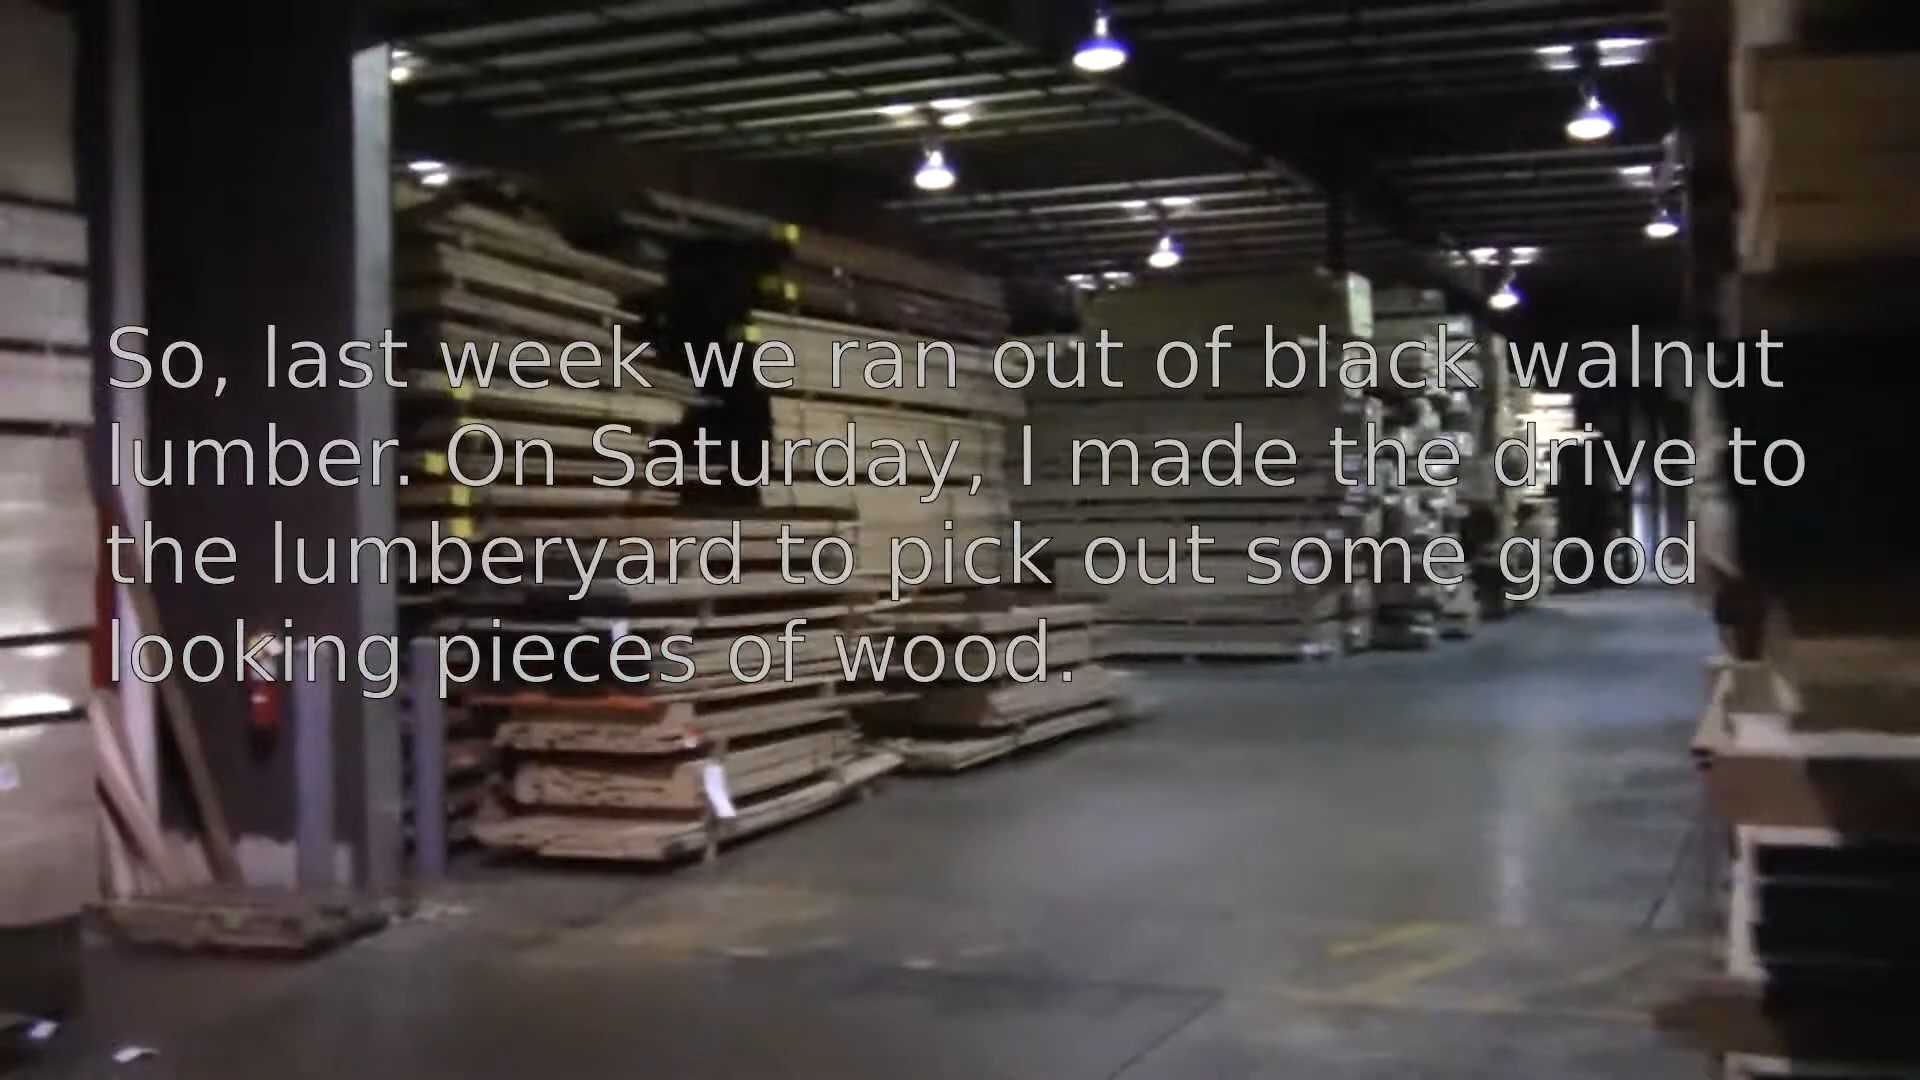 So, last week we ran out of black walnut
lumber. On Saturday, I made the drive to
the lumberyard to pick out some good
looking pieces of wood.